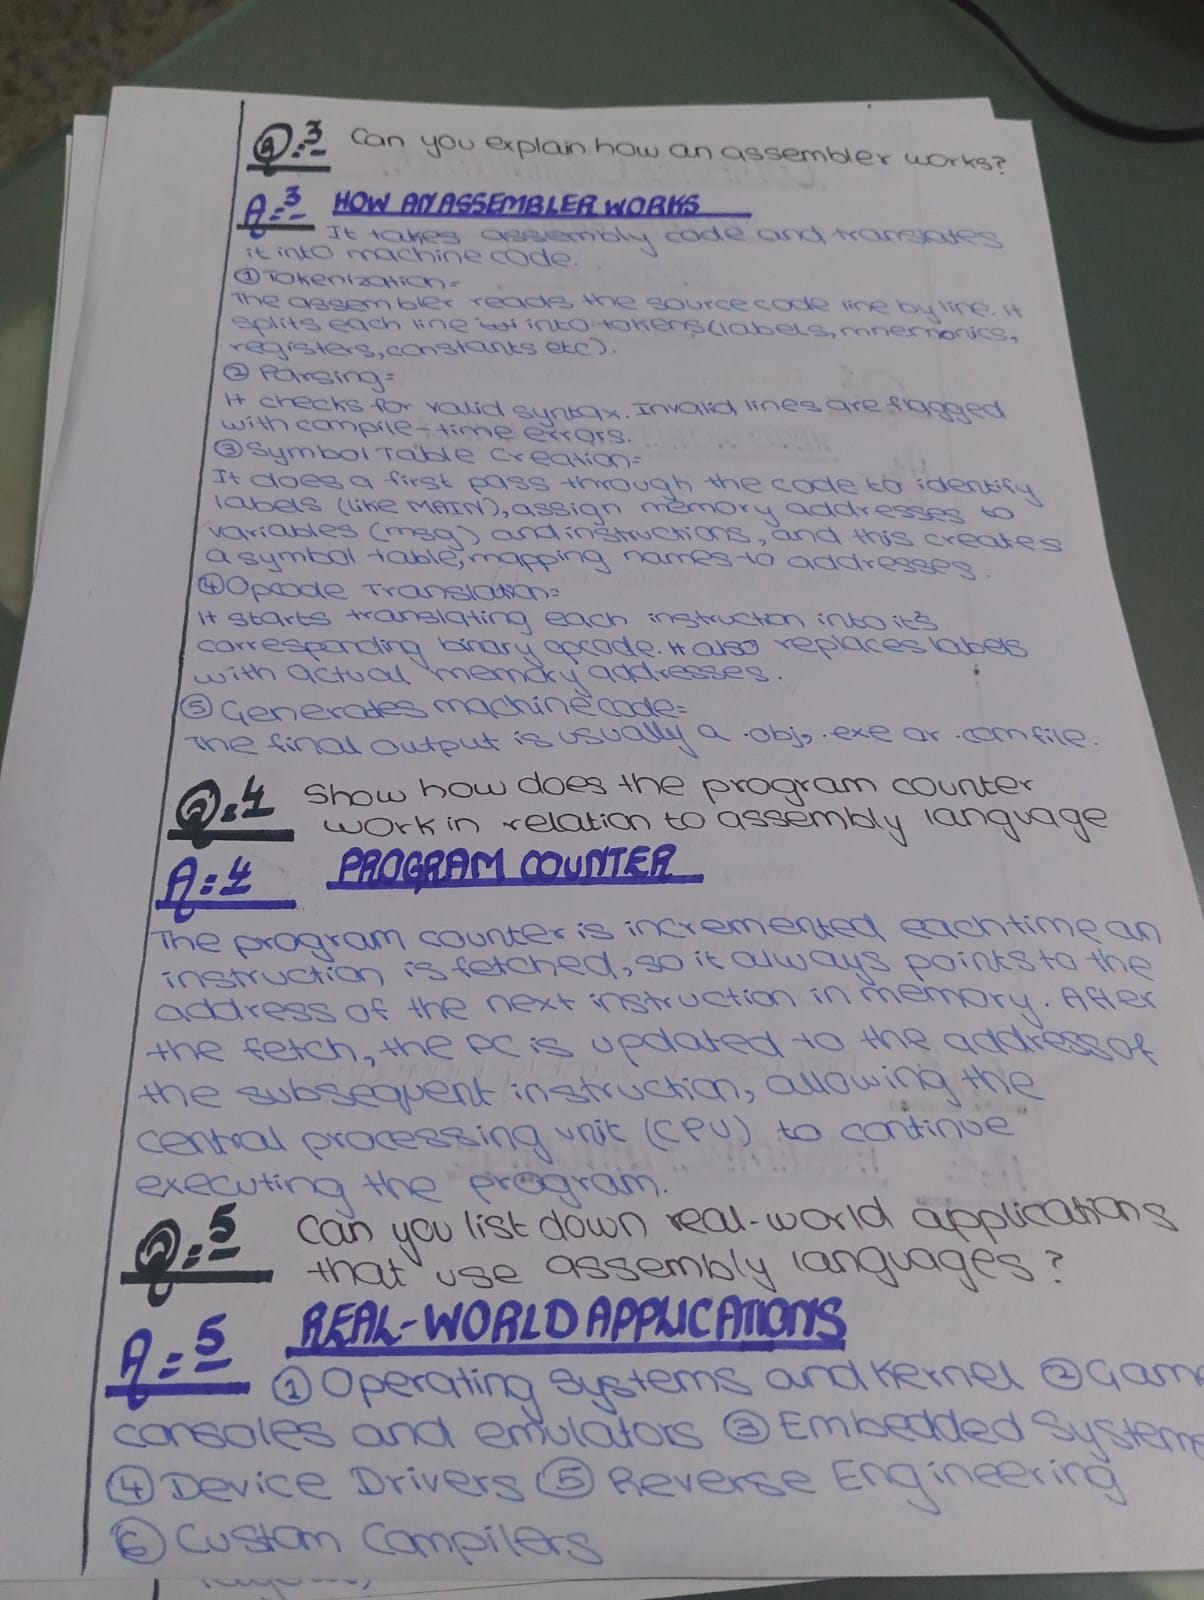 Q.3 Can you explain how an assembler works?
A=3 HOW AN ASSEMBLER WORKS
It takes assembly code and translates
it into machine code.
① Tokenization=
The assembler reads the source code line by line. It
splits each line into tokens (labels, mnemonics,
registers, constants etc).
② Parsing=
It checks for valid syntax. Invalid lines are flagged
with compile-time errors.
③ Symbol Table Creation=
It does a first pass through the code to identify
labels (like MAIN), assign memory addresses to
variables (msg) and instructions, and this creates
a symbol table, mapping names to addresses.
④ Opcode Translation=
It starts translating each instruction into it's
corresponding binary opcode. It also replaces labels
with actual memory addresses.
⑤ Generates machine code=
The final output is usually a .obj, .exe or .com file.
Q=4 Show how does the program counter
work in relation to assembly language
A=4 PROGRAM COUNTER
The program counter is incremented each time an
instruction is fetched, so it always points to the
address of the next instruction in memory. After
the fetch, the PC is updated to the address of
the subsequent instruction, allowing the
central processing unit (CPU) to continue
executing the program.
Q=5 Can you list down real-world applications
that use assembly languages?
A=5 REAL-WORLD APPLICATIONS
① Operating Systems and Kernel ② Game
consoles and emulators ③ Embedded Systems
④ Device Drivers ⑤ Reverse Engineering
⑥ Custom Compilers